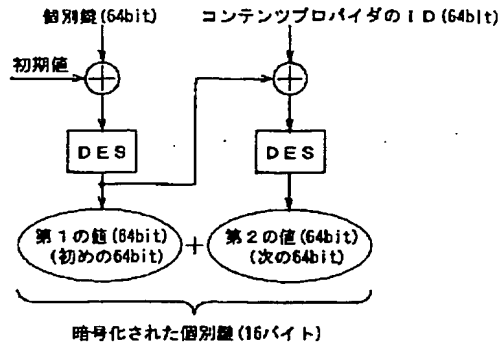 個別鍵(64bit)
コンテンツプロバイダのID(64bit)
初期値
DES
DES
第1の値(64bit)
(初めの64bit)
+
第2の値(64bit)
(次の64bit)
暗号化された個別鍵(16バイト)